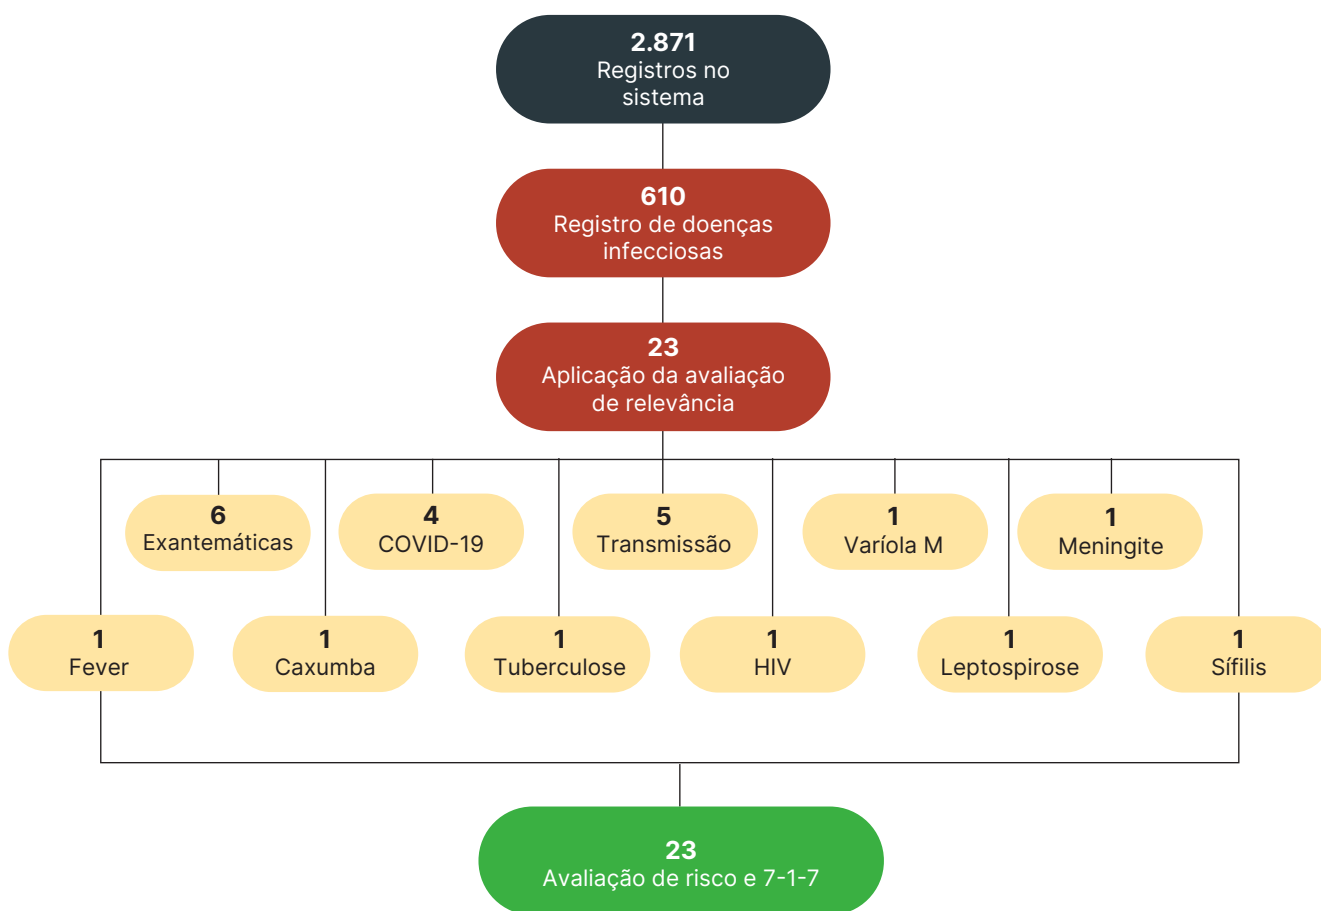 2.871
Registros no
sistema
610
Registro de doenças
infecciosas
23
Aplicação da avaliação
de relevância
6
Exantemáticas
4
COVID-19
5
Transmissão
1
Varíola M
1
Meningite
1
Fever
1
Caxumba
1
Tuberculose
1
HIV
1
Leptospirose
1
Sífilis
23
Avaliação de risco e 7-1-7